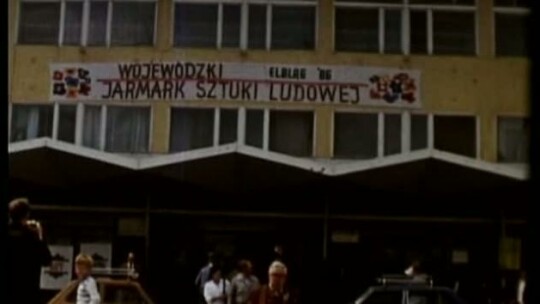 WOJEWÓDZKI ELBLĄG '86
JARMARK SZTUKI LUDOWEJ